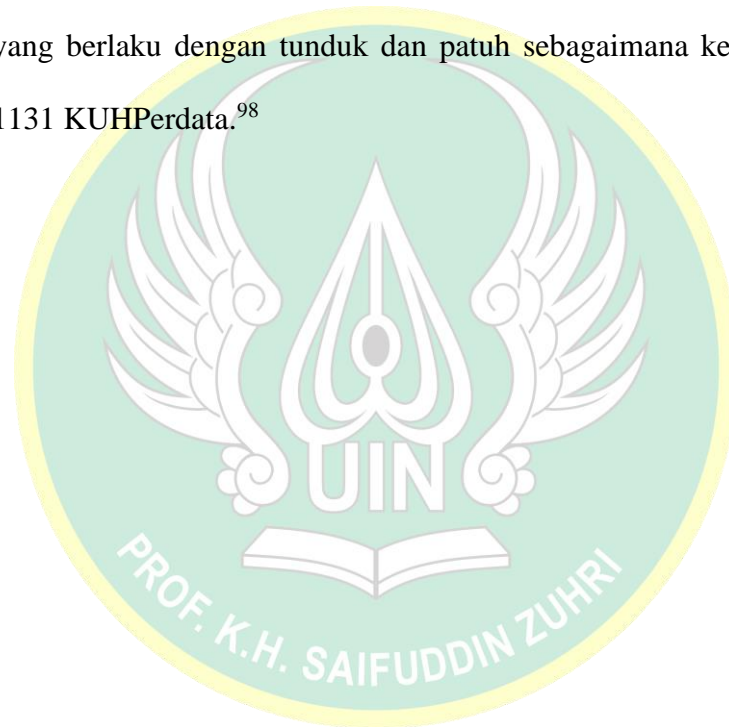 yang berlaku dengan tunduk dan patuh sebagaimana ke
1131 KUHPerdata.⁹⁸
UIN
PROF. K.H. SAIFUDDIN ZUHRI